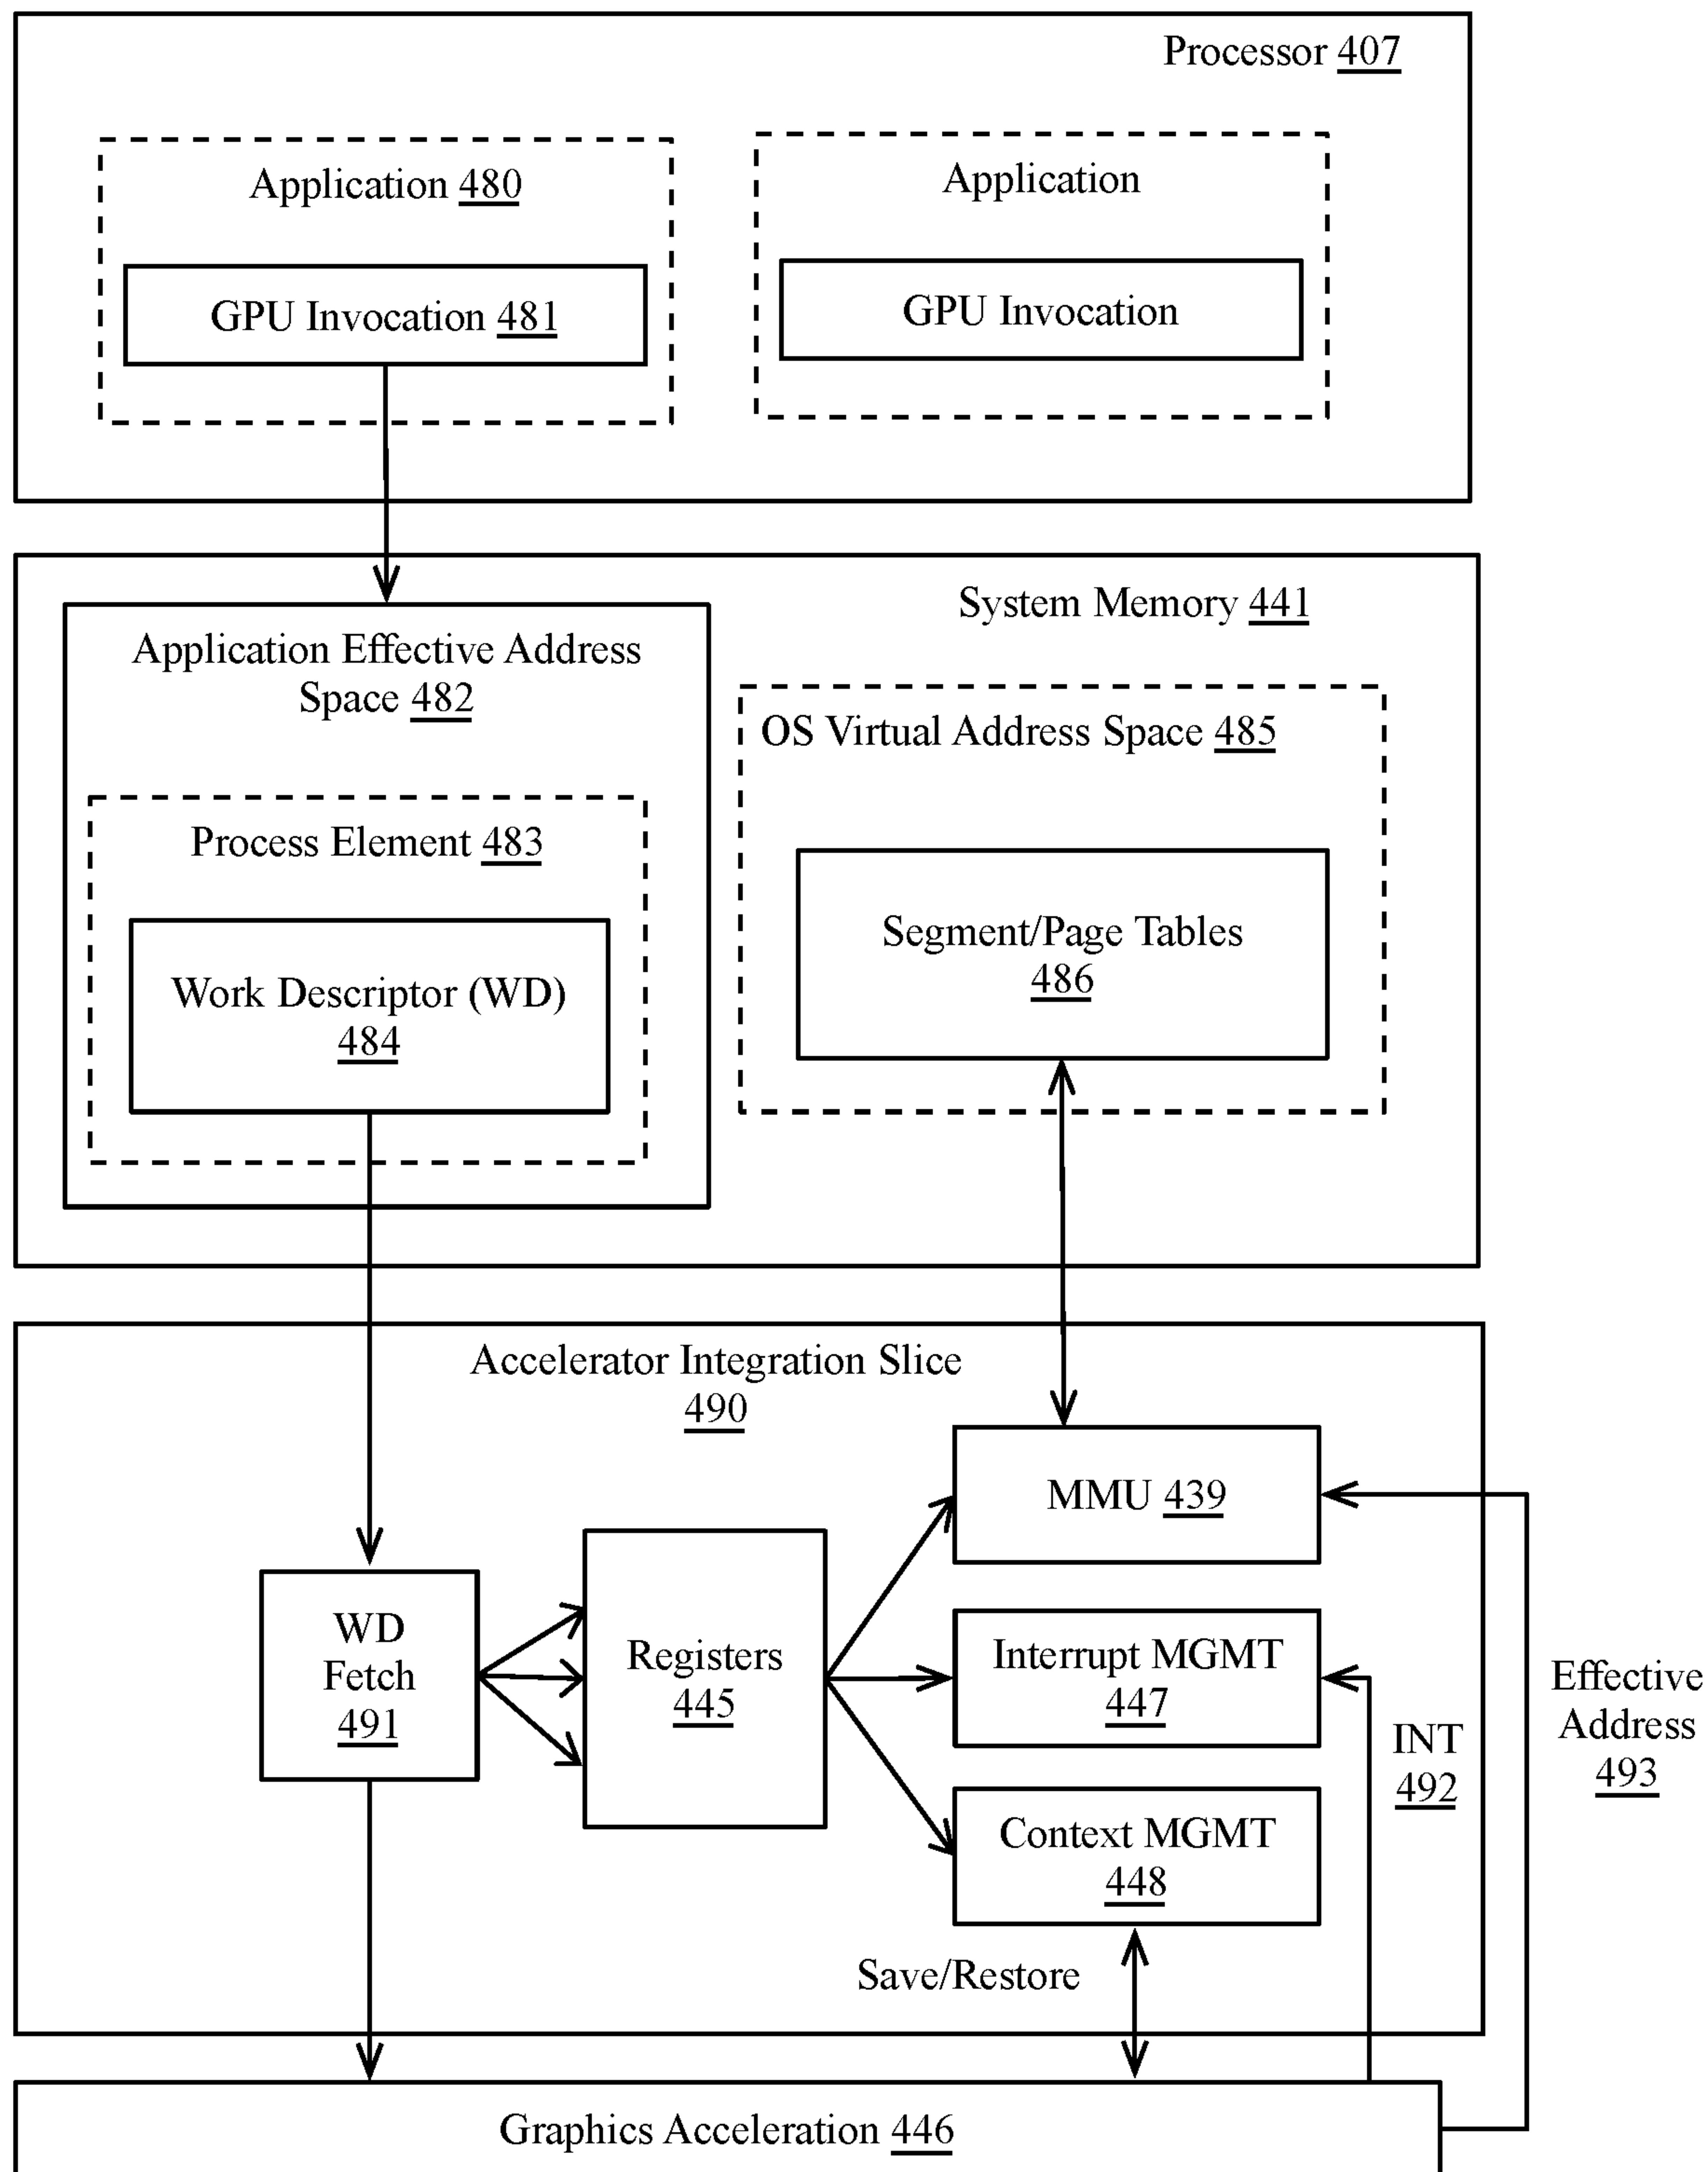 Processor 407
Application 480
Application
GPU Invocation 481
GPU Invocation
System Memory 441
Application Effective Address
Space 482
OS Virtual Address Space 485
Process Element 483
Segment/Page Tables
486
Work Descriptor (WD)
484
Accelerator Integration Slice
490
MMU 439
WD
Fetch
491
Registers
445
Interrupt MGMT
447
Effective
Address
493
INT
492
Context MGMT
448
Save/Restore
Graphics Acceleration 446